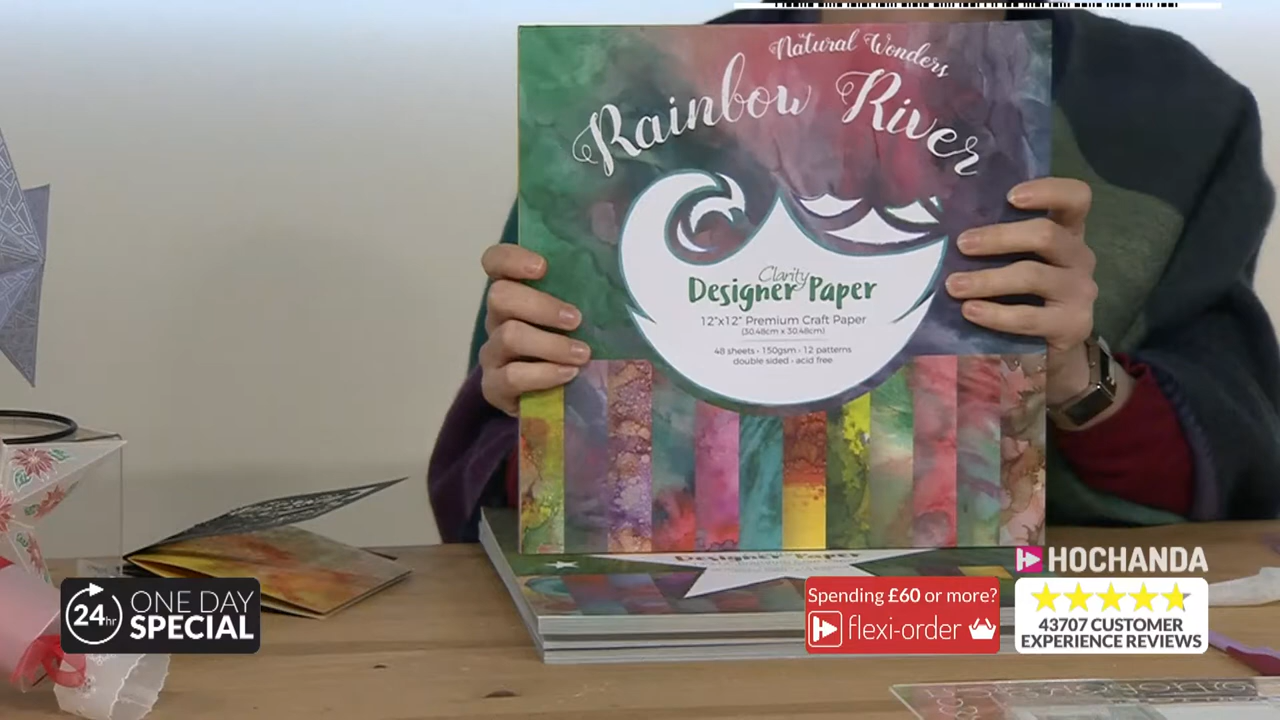 Natural Wonders
Rainbow River
Clarity
Designer Paper
12"x12" Premium Craft Paper
(30.48cm x 30.48cm)
48 sheets • 150gsm • 12 patterns
double sided • acid free
Designer Paper
HOCHANDA
24hr
ONE DAY
SPECIAL
Spending £60 or more?
flexi-order
43707 CUSTOMER
EXPERIENCE REVIEWS